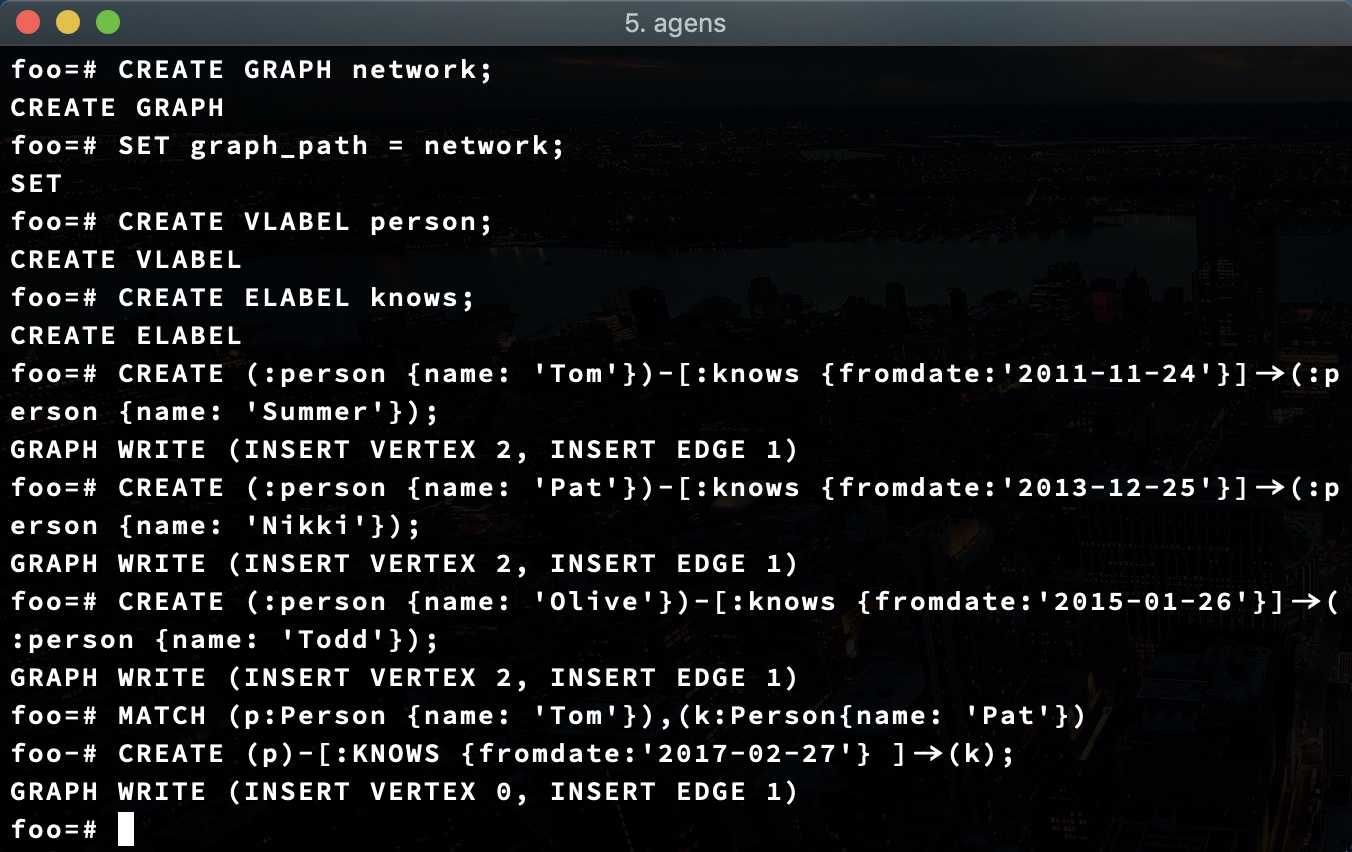 5. agens
foo=# CREATE GRAPH network;
CREATE GRAPH
foo=# SET graph_path = network;
SET
foo=# CREATE VLABEL person;
CREATE VLABEL
foo=# CREATE ELABEL knows;
CREATE ELABEL
foo=# CREATE (:person {name: 'Tom'})-[:knows {fromdate:'2011-11-24'}]->(:p
erson {name: 'Summer'});
GRAPH WRITE (INSERT VERTEX 2, INSERT EDGE 1)
foo=# CREATE (:person {name: 'Pat'})-[:knows {fromdate:'2013-12-25'}]->(:p
erson {name: 'Nikki'});
GRAPH WRITE (INSERT VERTEX 2, INSERT EDGE 1)
foo=# CREATE (:person {name: 'Olive'})-[:knows {fromdate:'2015-01-26'}]->(
:person {name: 'Todd'});
GRAPH WRITE (INSERT VERTEX 2, INSERT EDGE 1)
foo=# MATCH (p:Person {name: 'Tom'}),(k:Person{name: 'Pat'})
foo-# CREATE (p)-[:KNOWS {fromdate:'2017-02-27'} ]->(k);
GRAPH WRITE (INSERT VERTEX 0, INSERT EDGE 1)
foo=#